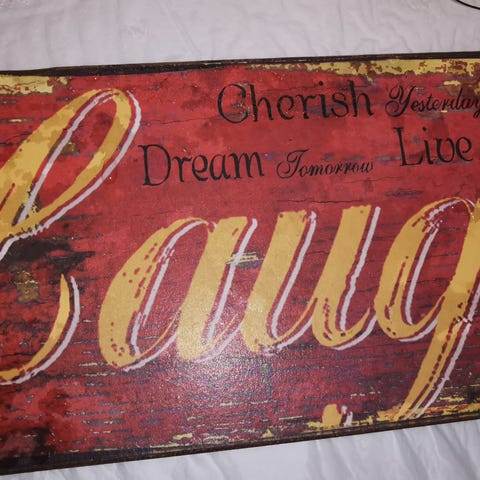 Cherish Yesterday
Dream Tomorrow Live
Laug